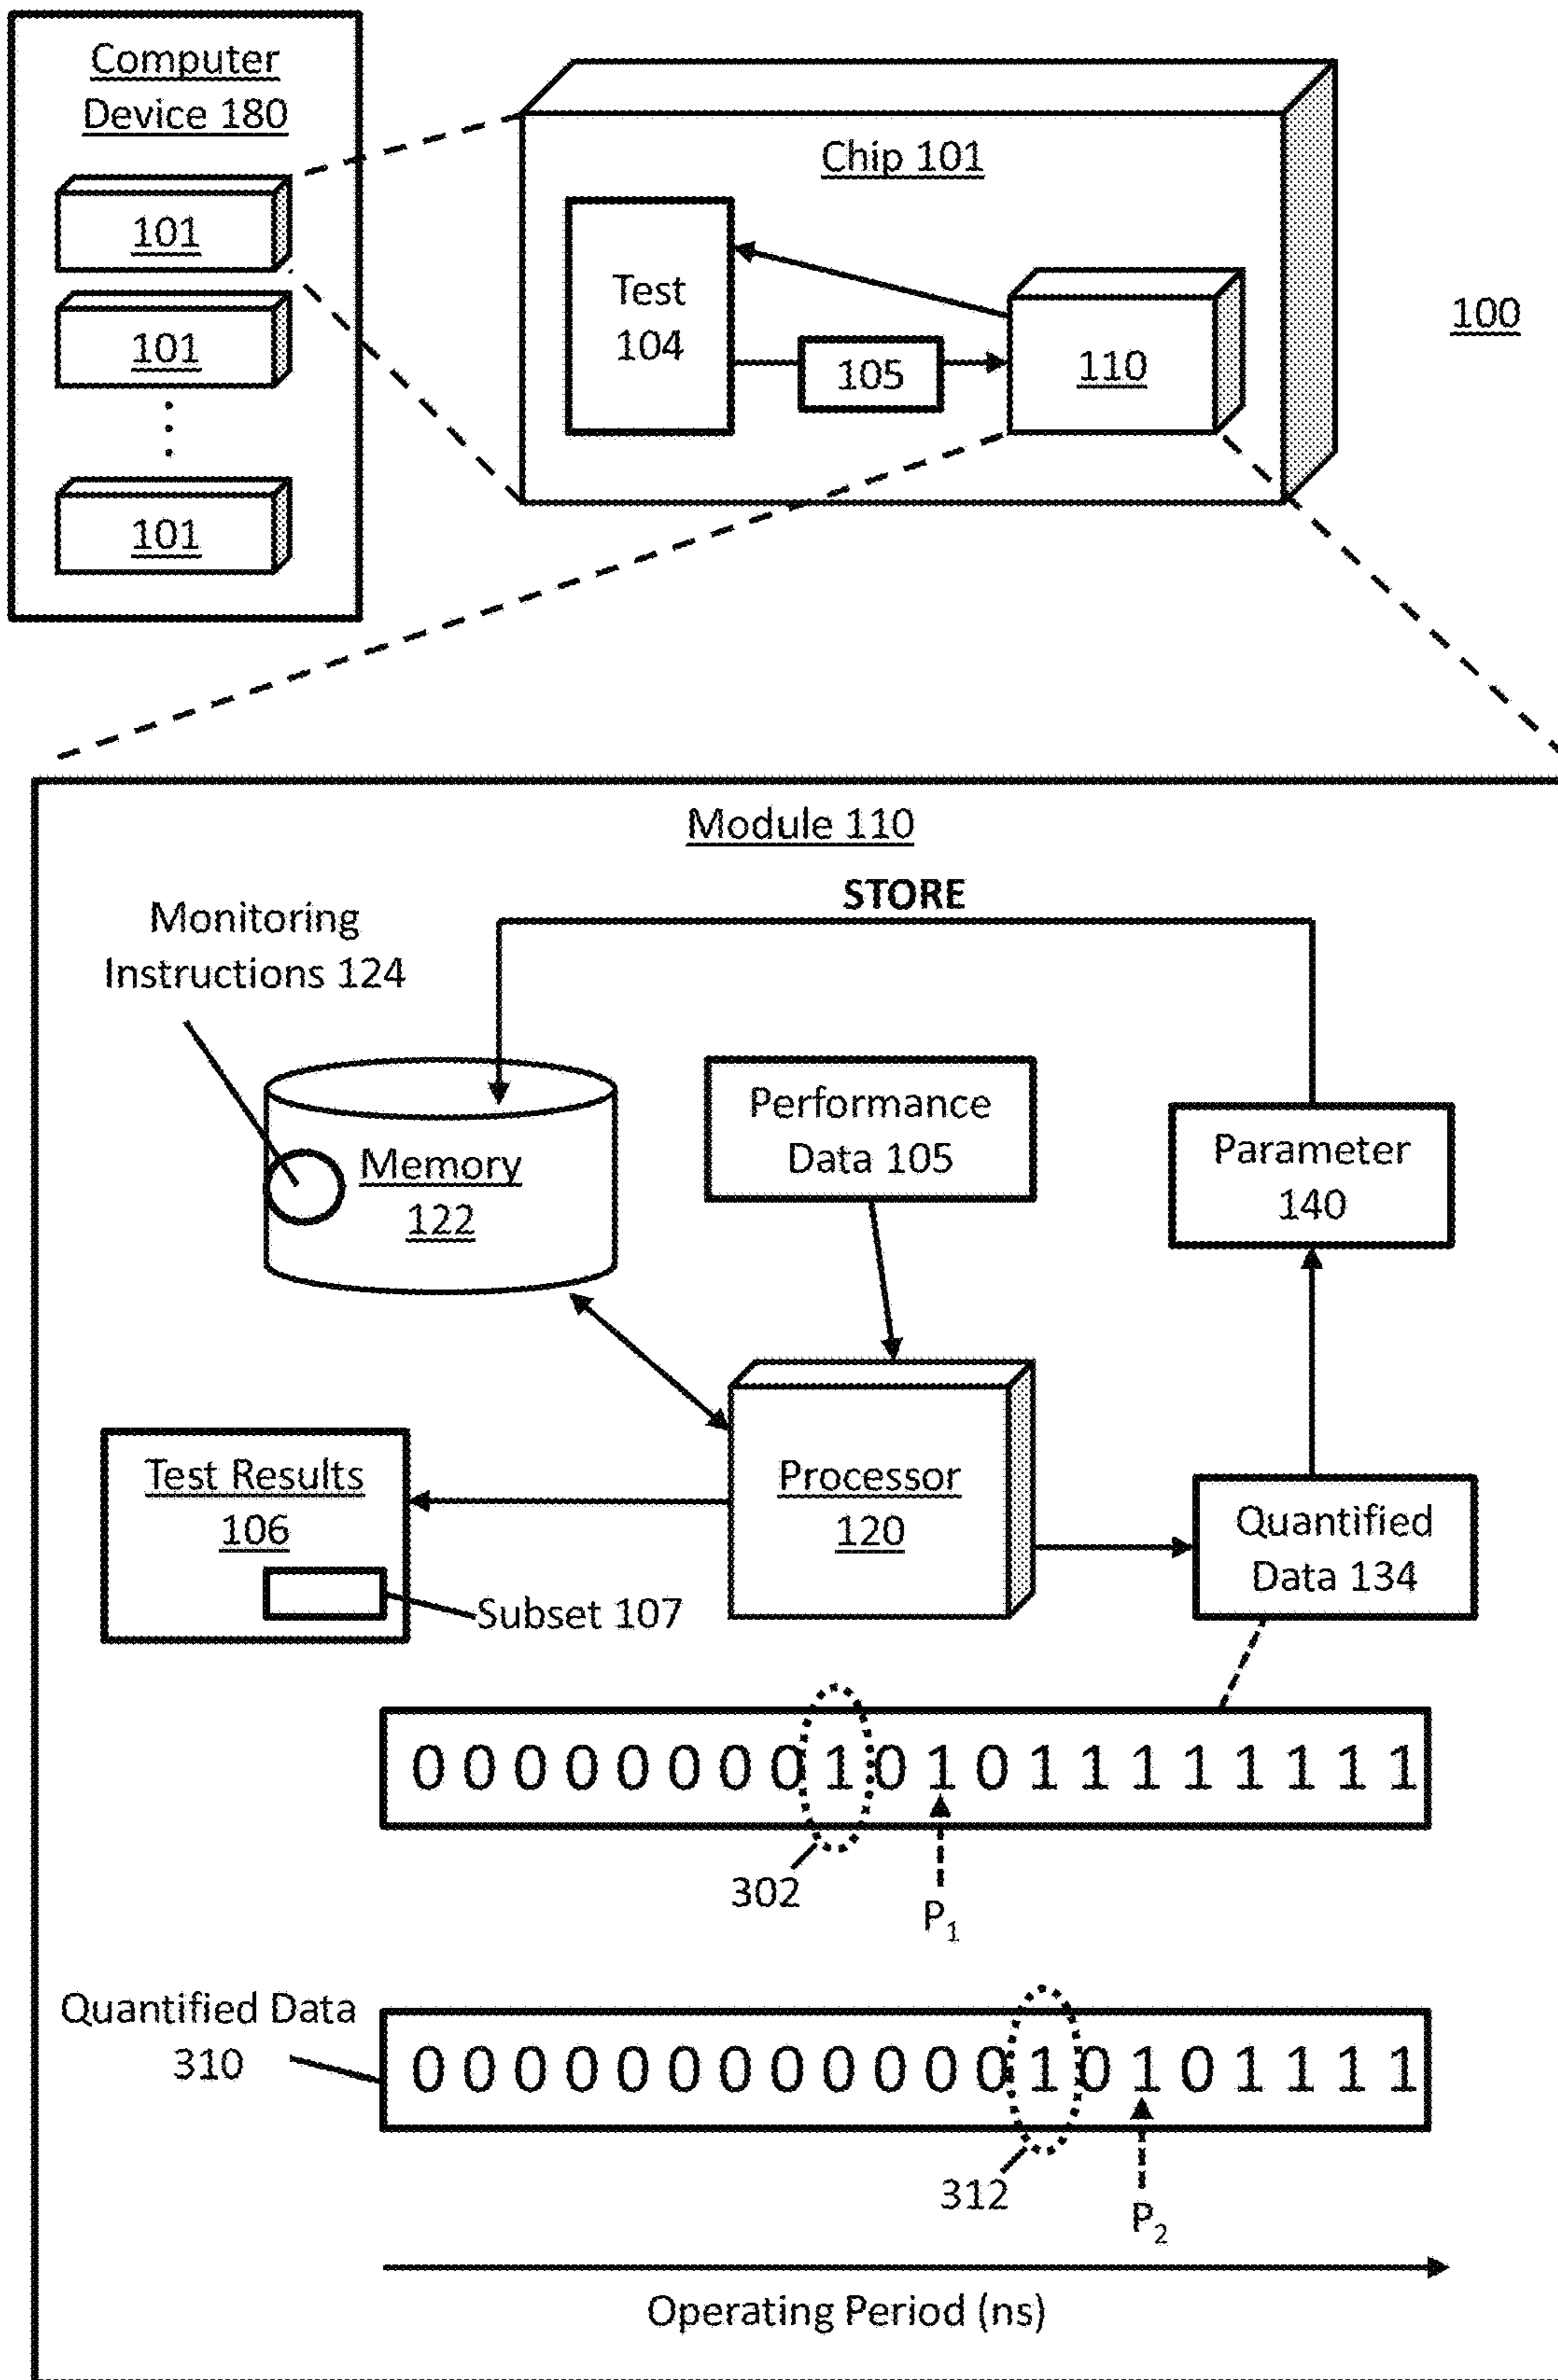 Computer
Device 180
101
101
101
Chip 101
Test
104
105
110
100
Module 110
STORE
Monitoring
Instructions 124
Memory
122
Performance
Data 105
Parameter
140
Test Results
106
Subset 107
Processor
120
Quantified
Data 134
0 0 0 0 0 0 0 0 1 0 1 0 1 1 1 1 1 1 1 1
302
P1
Quantified Data
310
0 0 0 0 0 0 0 0 0 0 0 0 1 0 1 0 1 1 1 1
312
P2
Operating Period (ns)